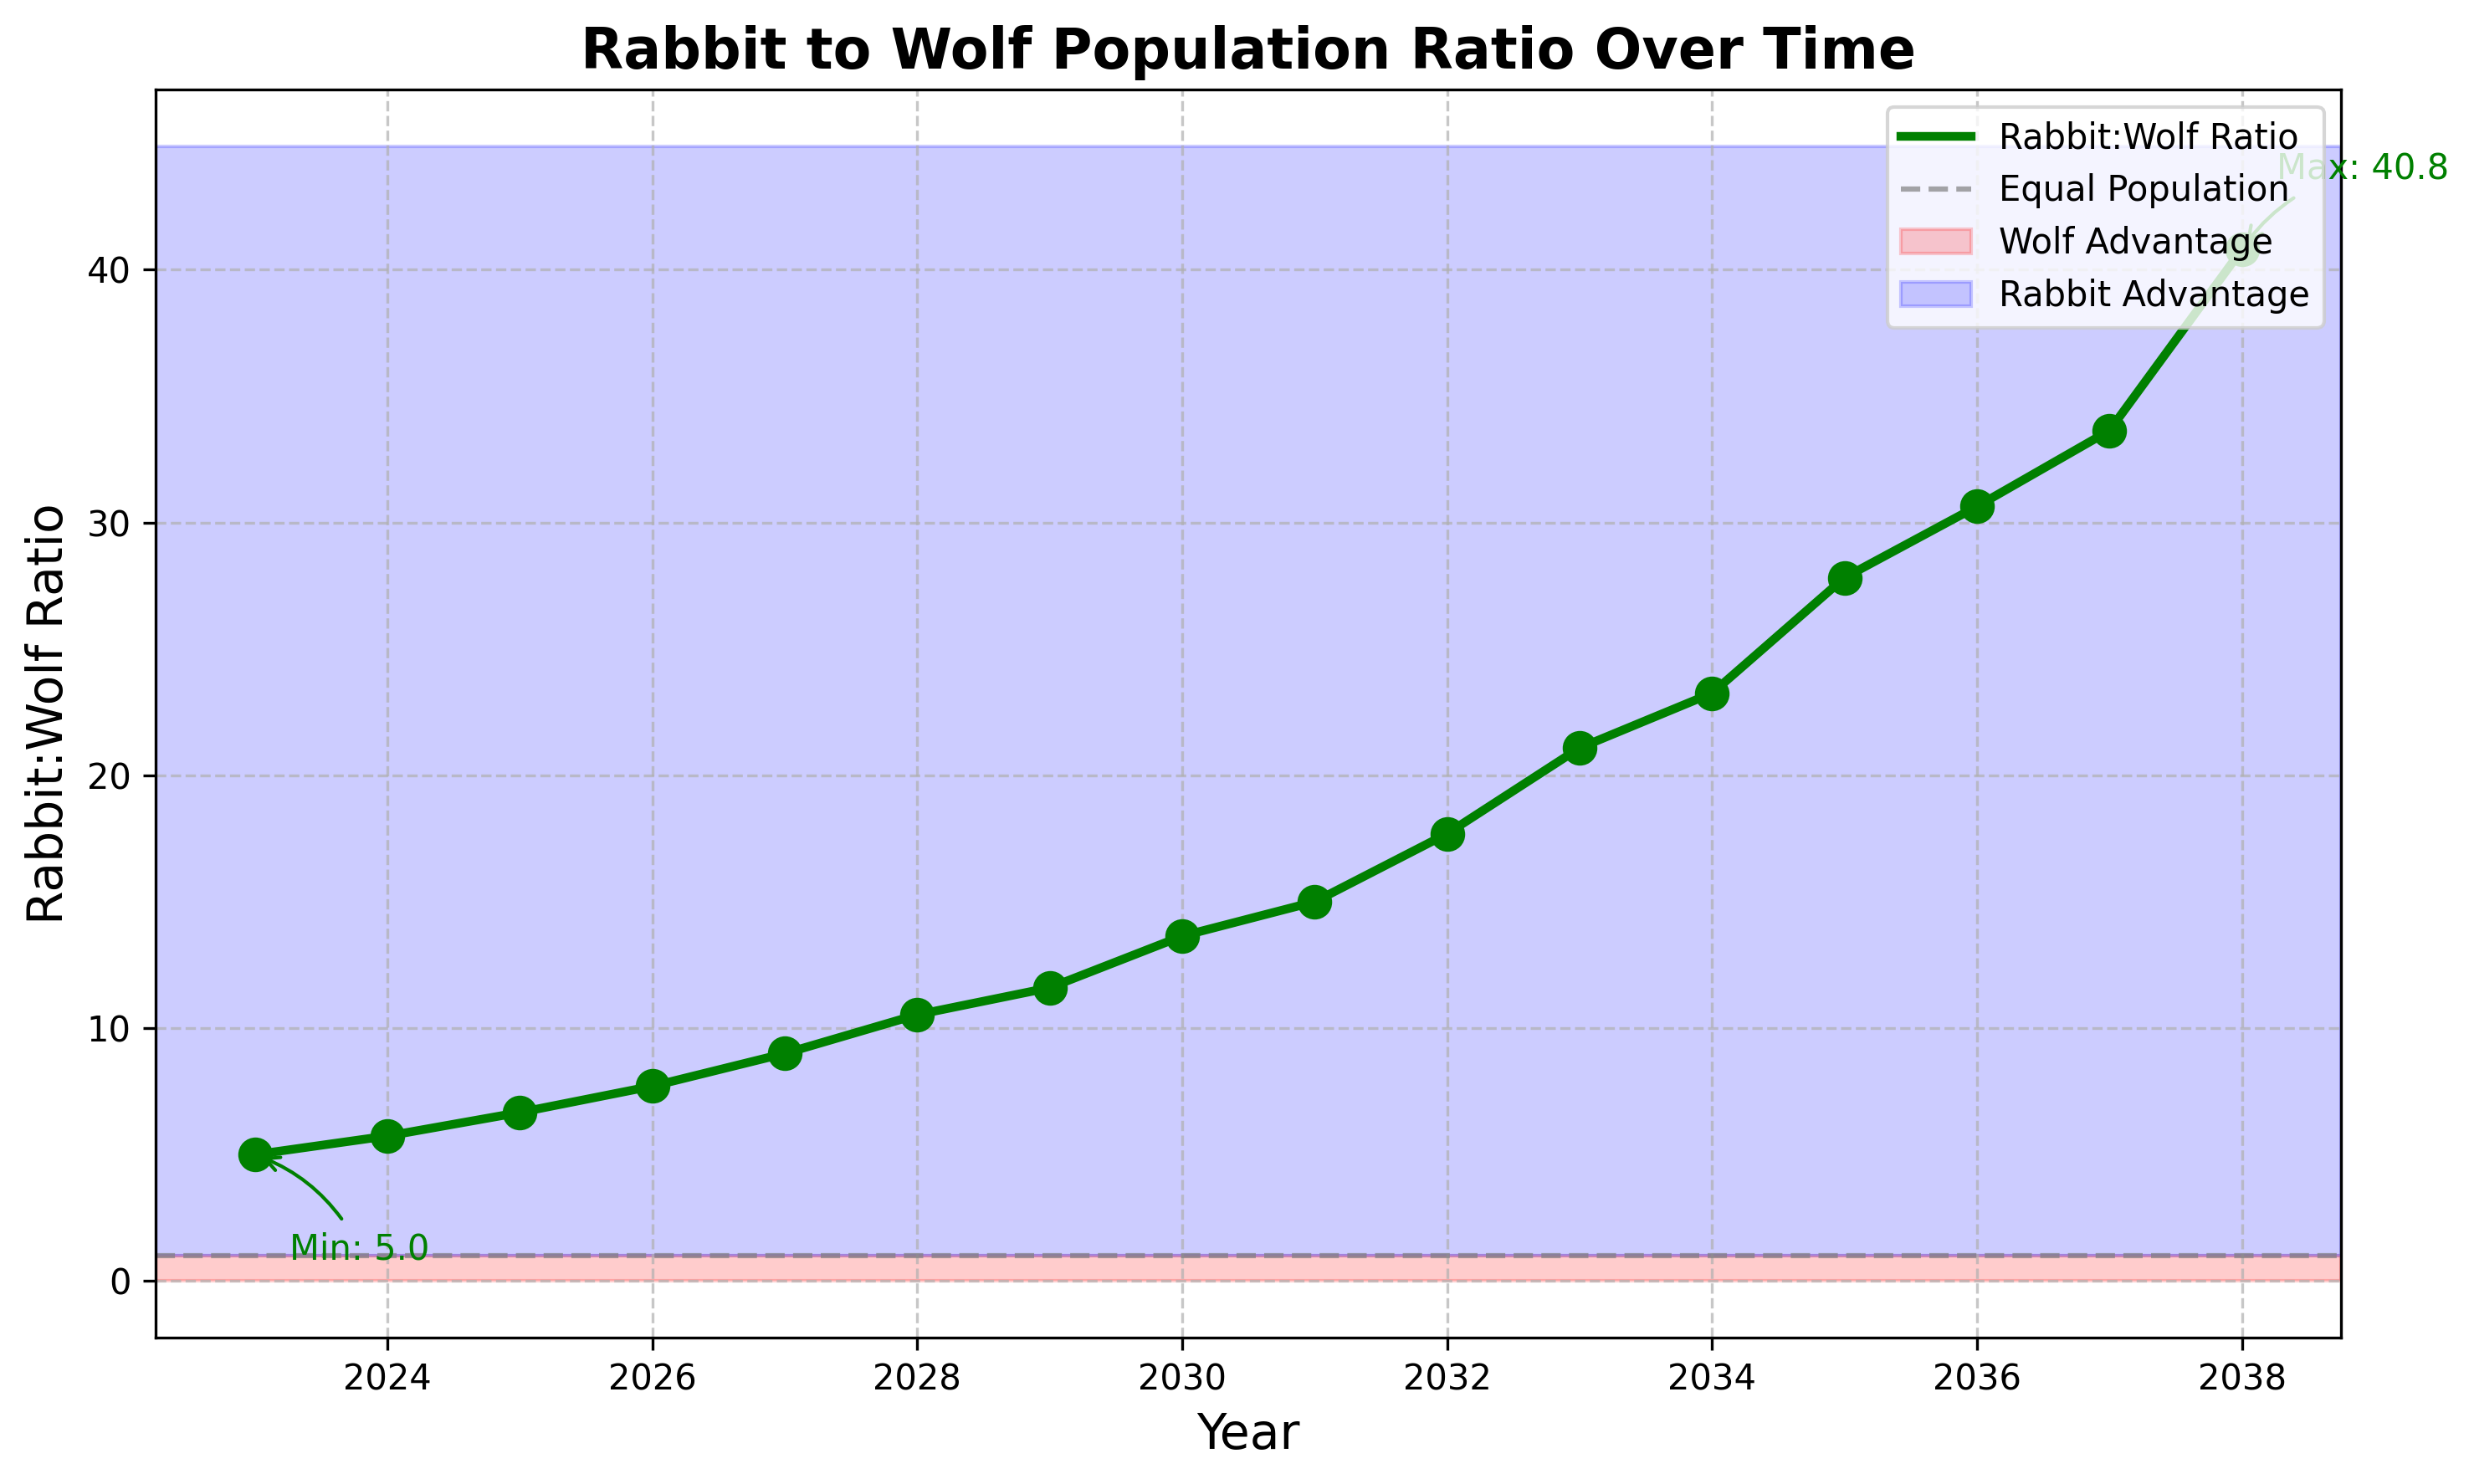 Rabbit to Wolf Population Ratio Over Time
Rabbit:Wolf Ratio
Equal Population
Wolf Advantage
Rabbit Advantage
Max: 40.8
Min: 5.0
Rabbit:Wolf Ratio
40
30
20
10
0
2024 2026 2028 2030 2032 2034 2036 2038
Year